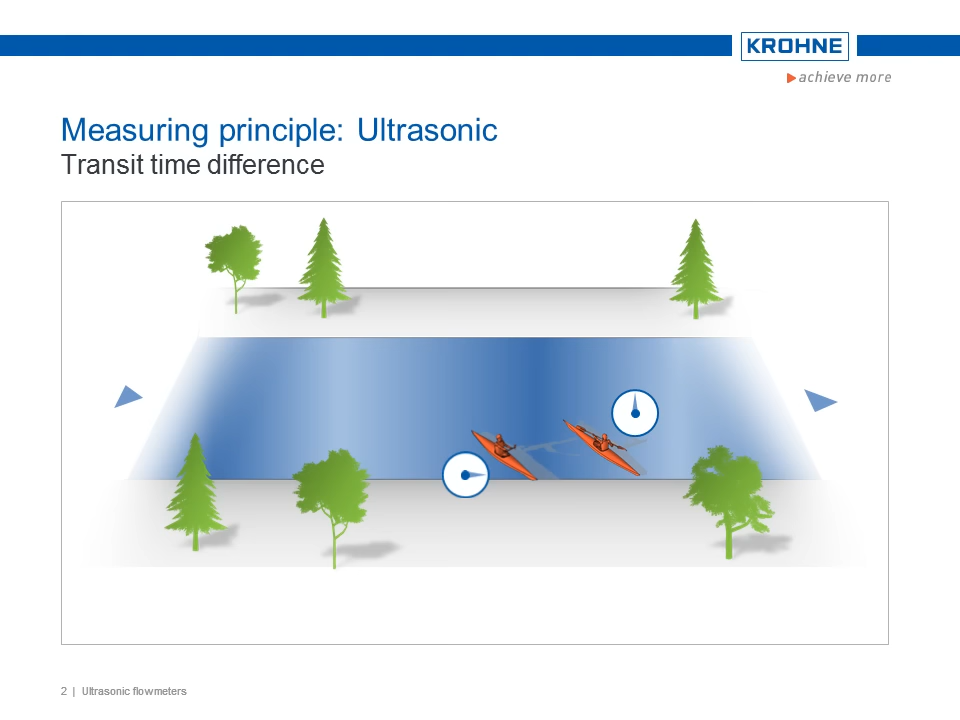 KROHNE
achieve more
Measuring principle: Ultrasonic
Transit time difference
2 | Ultrasonic flowmeters